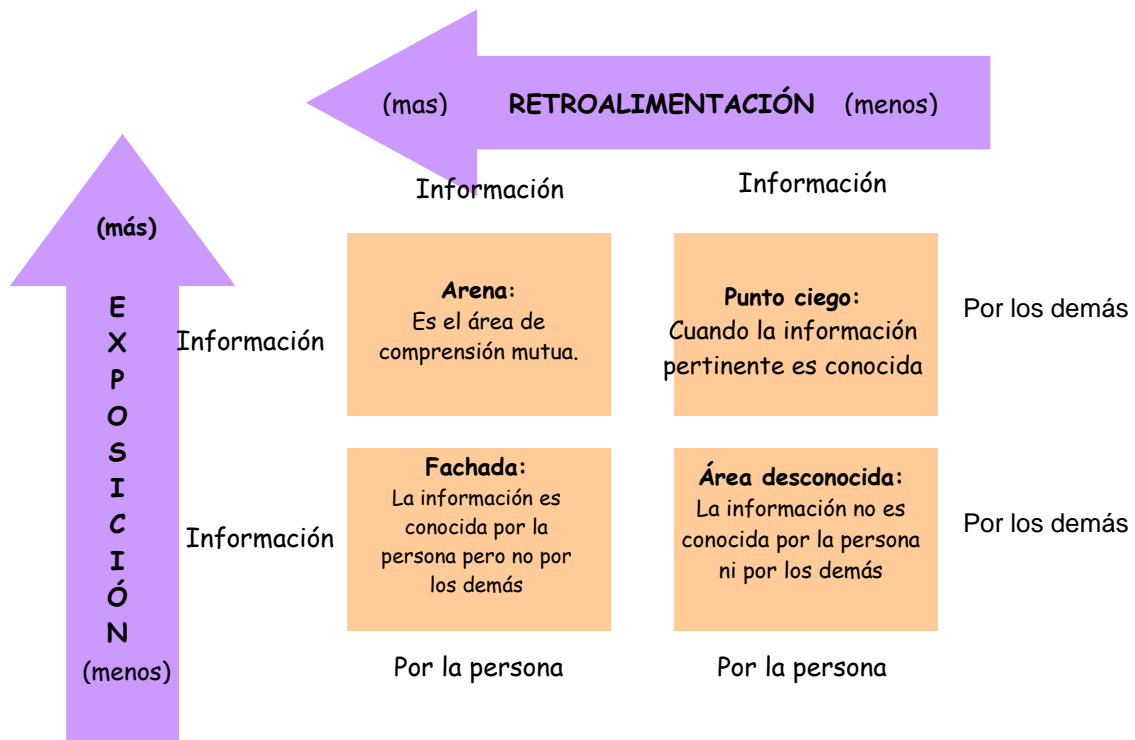 (mas) RETROALIMENTACIÓN (menos)
Información
Información
(más)
EXPOSICIÓN
(menos)
Información
Arena:
Es el área de
comprensión mutua.
Punto ciego:
Cuando la información
pertinente es conocida
Por los demás
Información
Fachada:
La información es
conocida por la
persona pero no por
los demás
Área desconocida:
La información no es
conocida por la persona
ni por los demás
Por los demás
Por la persona
Por la persona